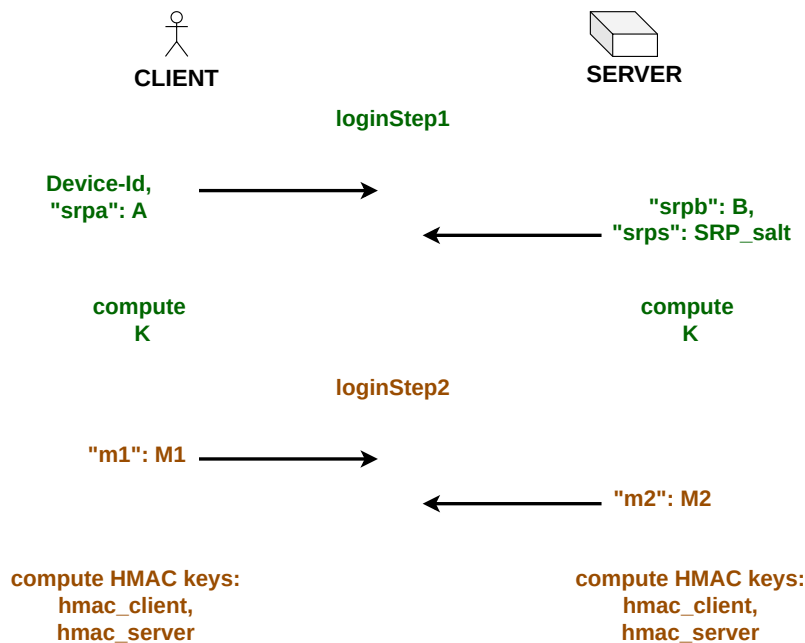 CLIENT
SERVER
loginStep1
Device-Id,
"srpa": A
"srpb": B,
"srps": SRP_salt
compute
K
compute
K
loginStep2
"m1": M1
"m2": M2
compute HMAC keys:
hmac_client,
hmac_server
compute HMAC keys:
hmac_client,
hmac_server